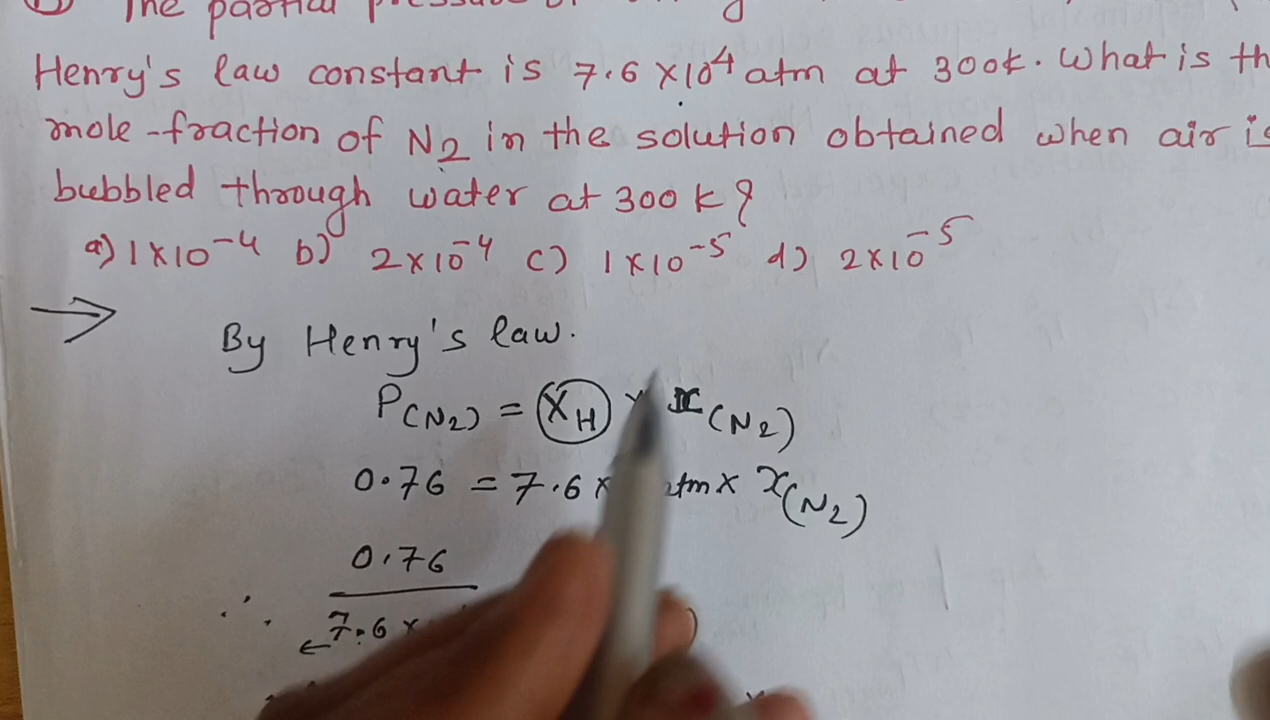 The partial
Henry's law constant is 7.6 ×10⁴ atm at 300k. What is th
mole-fraction of N₂ in the solution obtained when air is
bubbled through water at 300 k?
a) 1×10⁻⁴ b) 2×10⁻⁴ c) 1×10⁻⁵ d) 2×10⁻⁵
→ By Henry's law.
P(N₂) = XH × x(N₂)
0.76 = 7.6 × atm × x(N₂)
0.76
∴ 7.6 ×